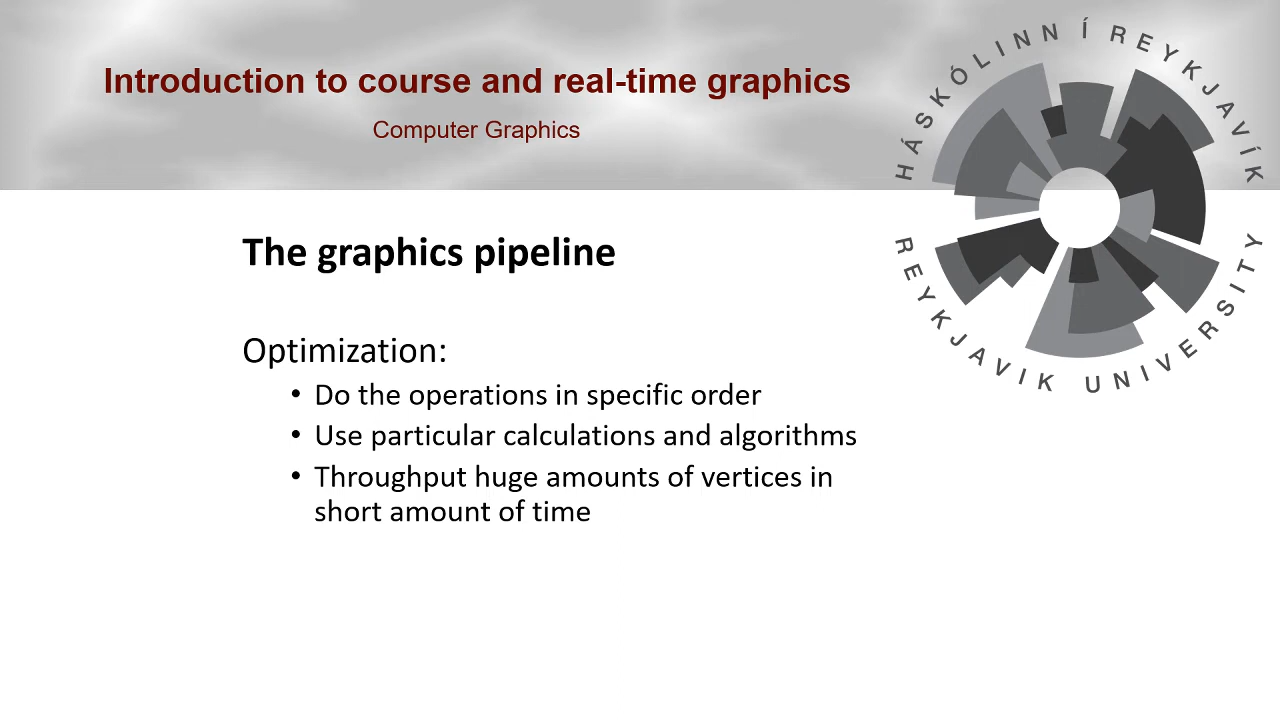 Introduction to course and real-time graphics
Computer Graphics
HÁSKÓLINN Í REYKJAVÍK
REYKJAVIK UNIVERSITY
The graphics pipeline
Optimization:
• Do the operations in specific order
• Use particular calculations and algorithms
• Throughput huge amounts of vertices in
short amount of time